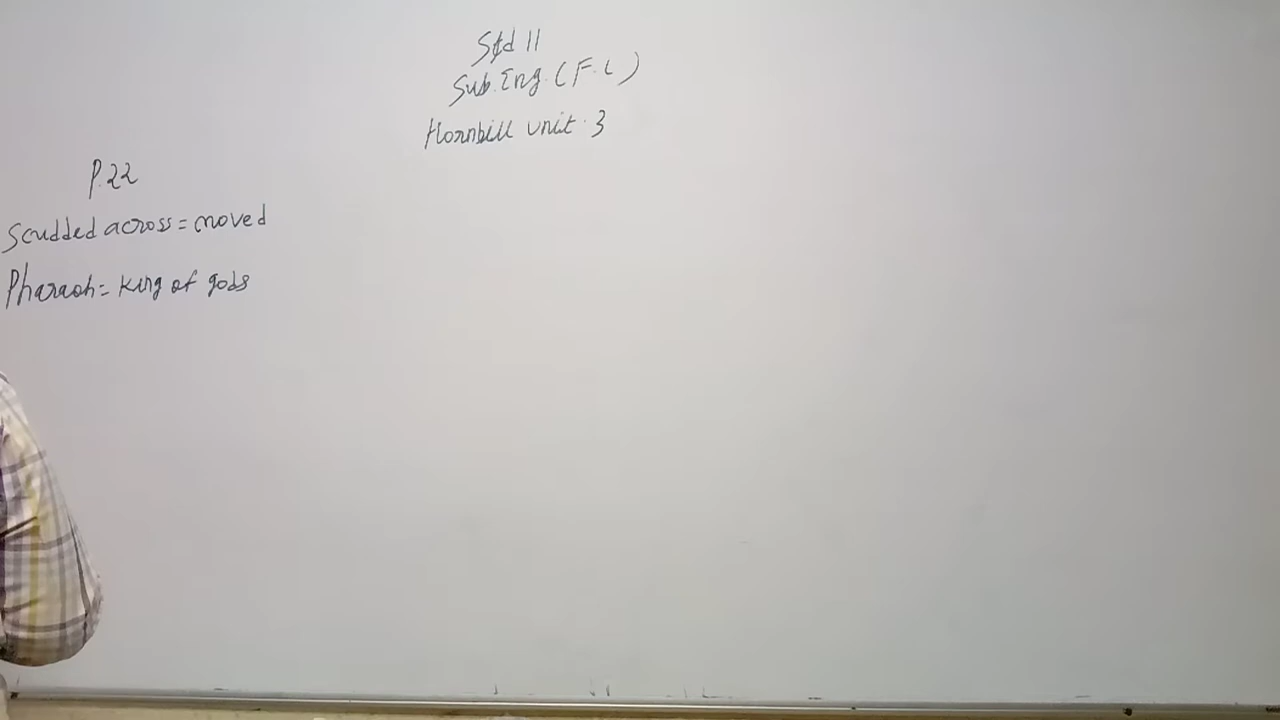 Std 11
Sub. Eng. (F.L)
Hornbill unit. 3
P.22
Scudded across = moved
Pharaoh = King of gods